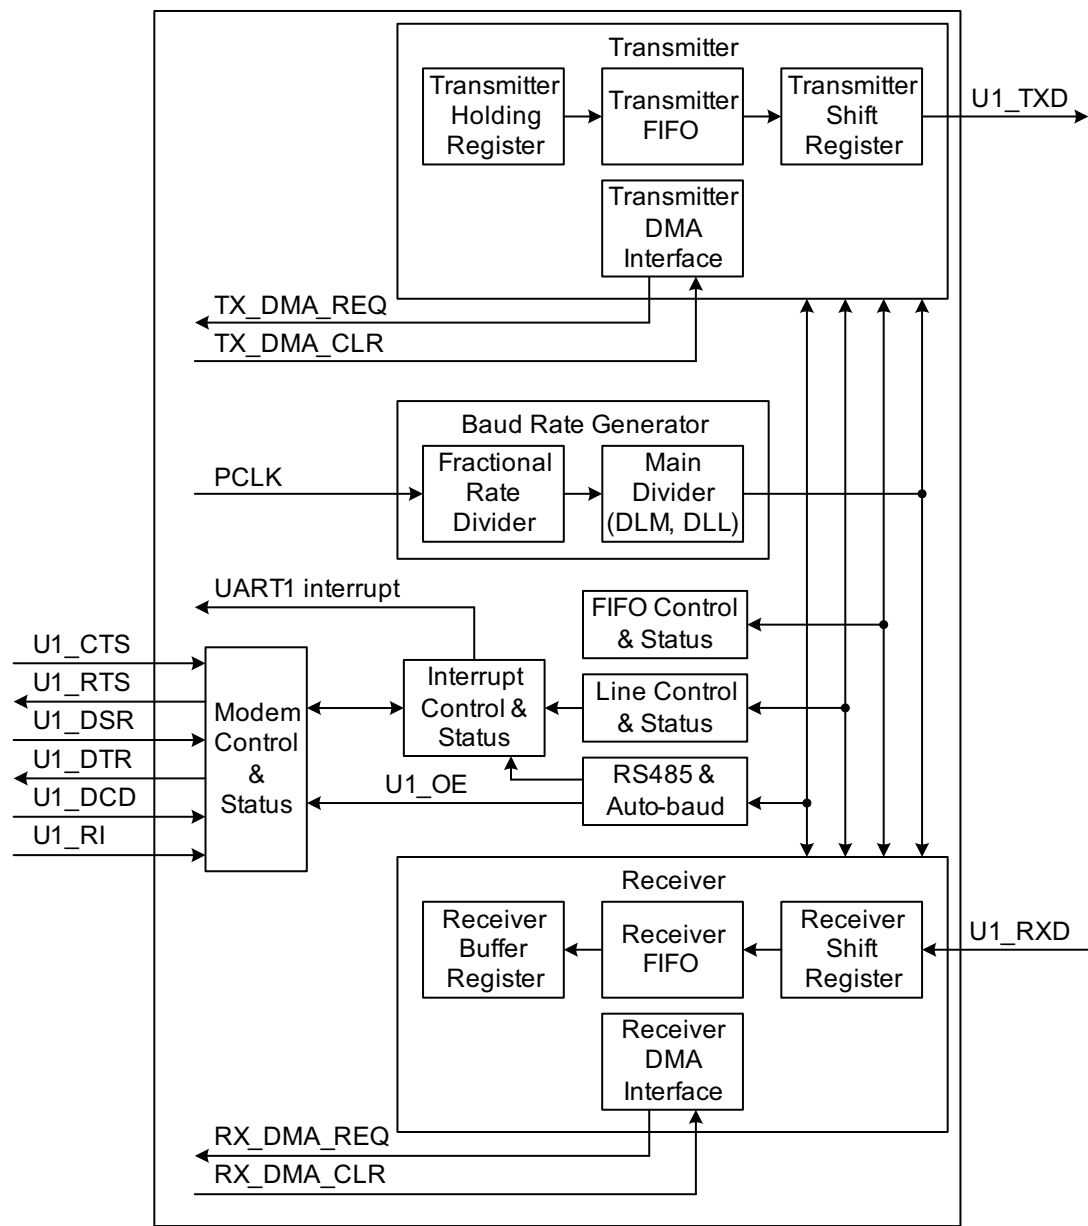 Transmitter
Transmitter
Holding
Register
Transmitter
FIFO
Transmitter
Shift
Register
U1_TXD
Transmitter
DMA
Interface
TX_DMA_REQ
TX_DMA_CLR
Baud Rate Generator
PCLK
Fractional
Rate
Divider
Main
Divider
(DLM, DLL)
UART1 interrupt
FIFO Control
& Status
U1_CTS
U1_RTS
U1_DSR
U1_DTR
U1_DCD
U1_RI
Modem
Control
&
Status
Interrupt
Control &
Status
Line Control
& Status
U1_OE
RS485 &
Auto-baud
Receiver
Receiver
Buffer
Register
Receiver
FIFO
Receiver
Shift
Register
U1_RXD
Receiver
DMA
Interface
RX_DMA_REQ
RX_DMA_CLR